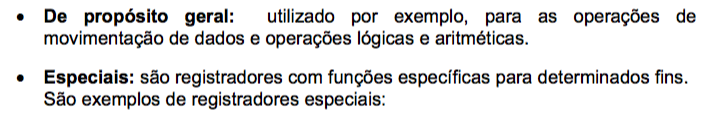 • De propósito geral: utilizado por exemplo, para as operações de
movimentação de dados e operações lógicas e aritméticas.
• Especiais: são registradores com funções específicas para determinados fins.
São exemplos de registradores especiais: